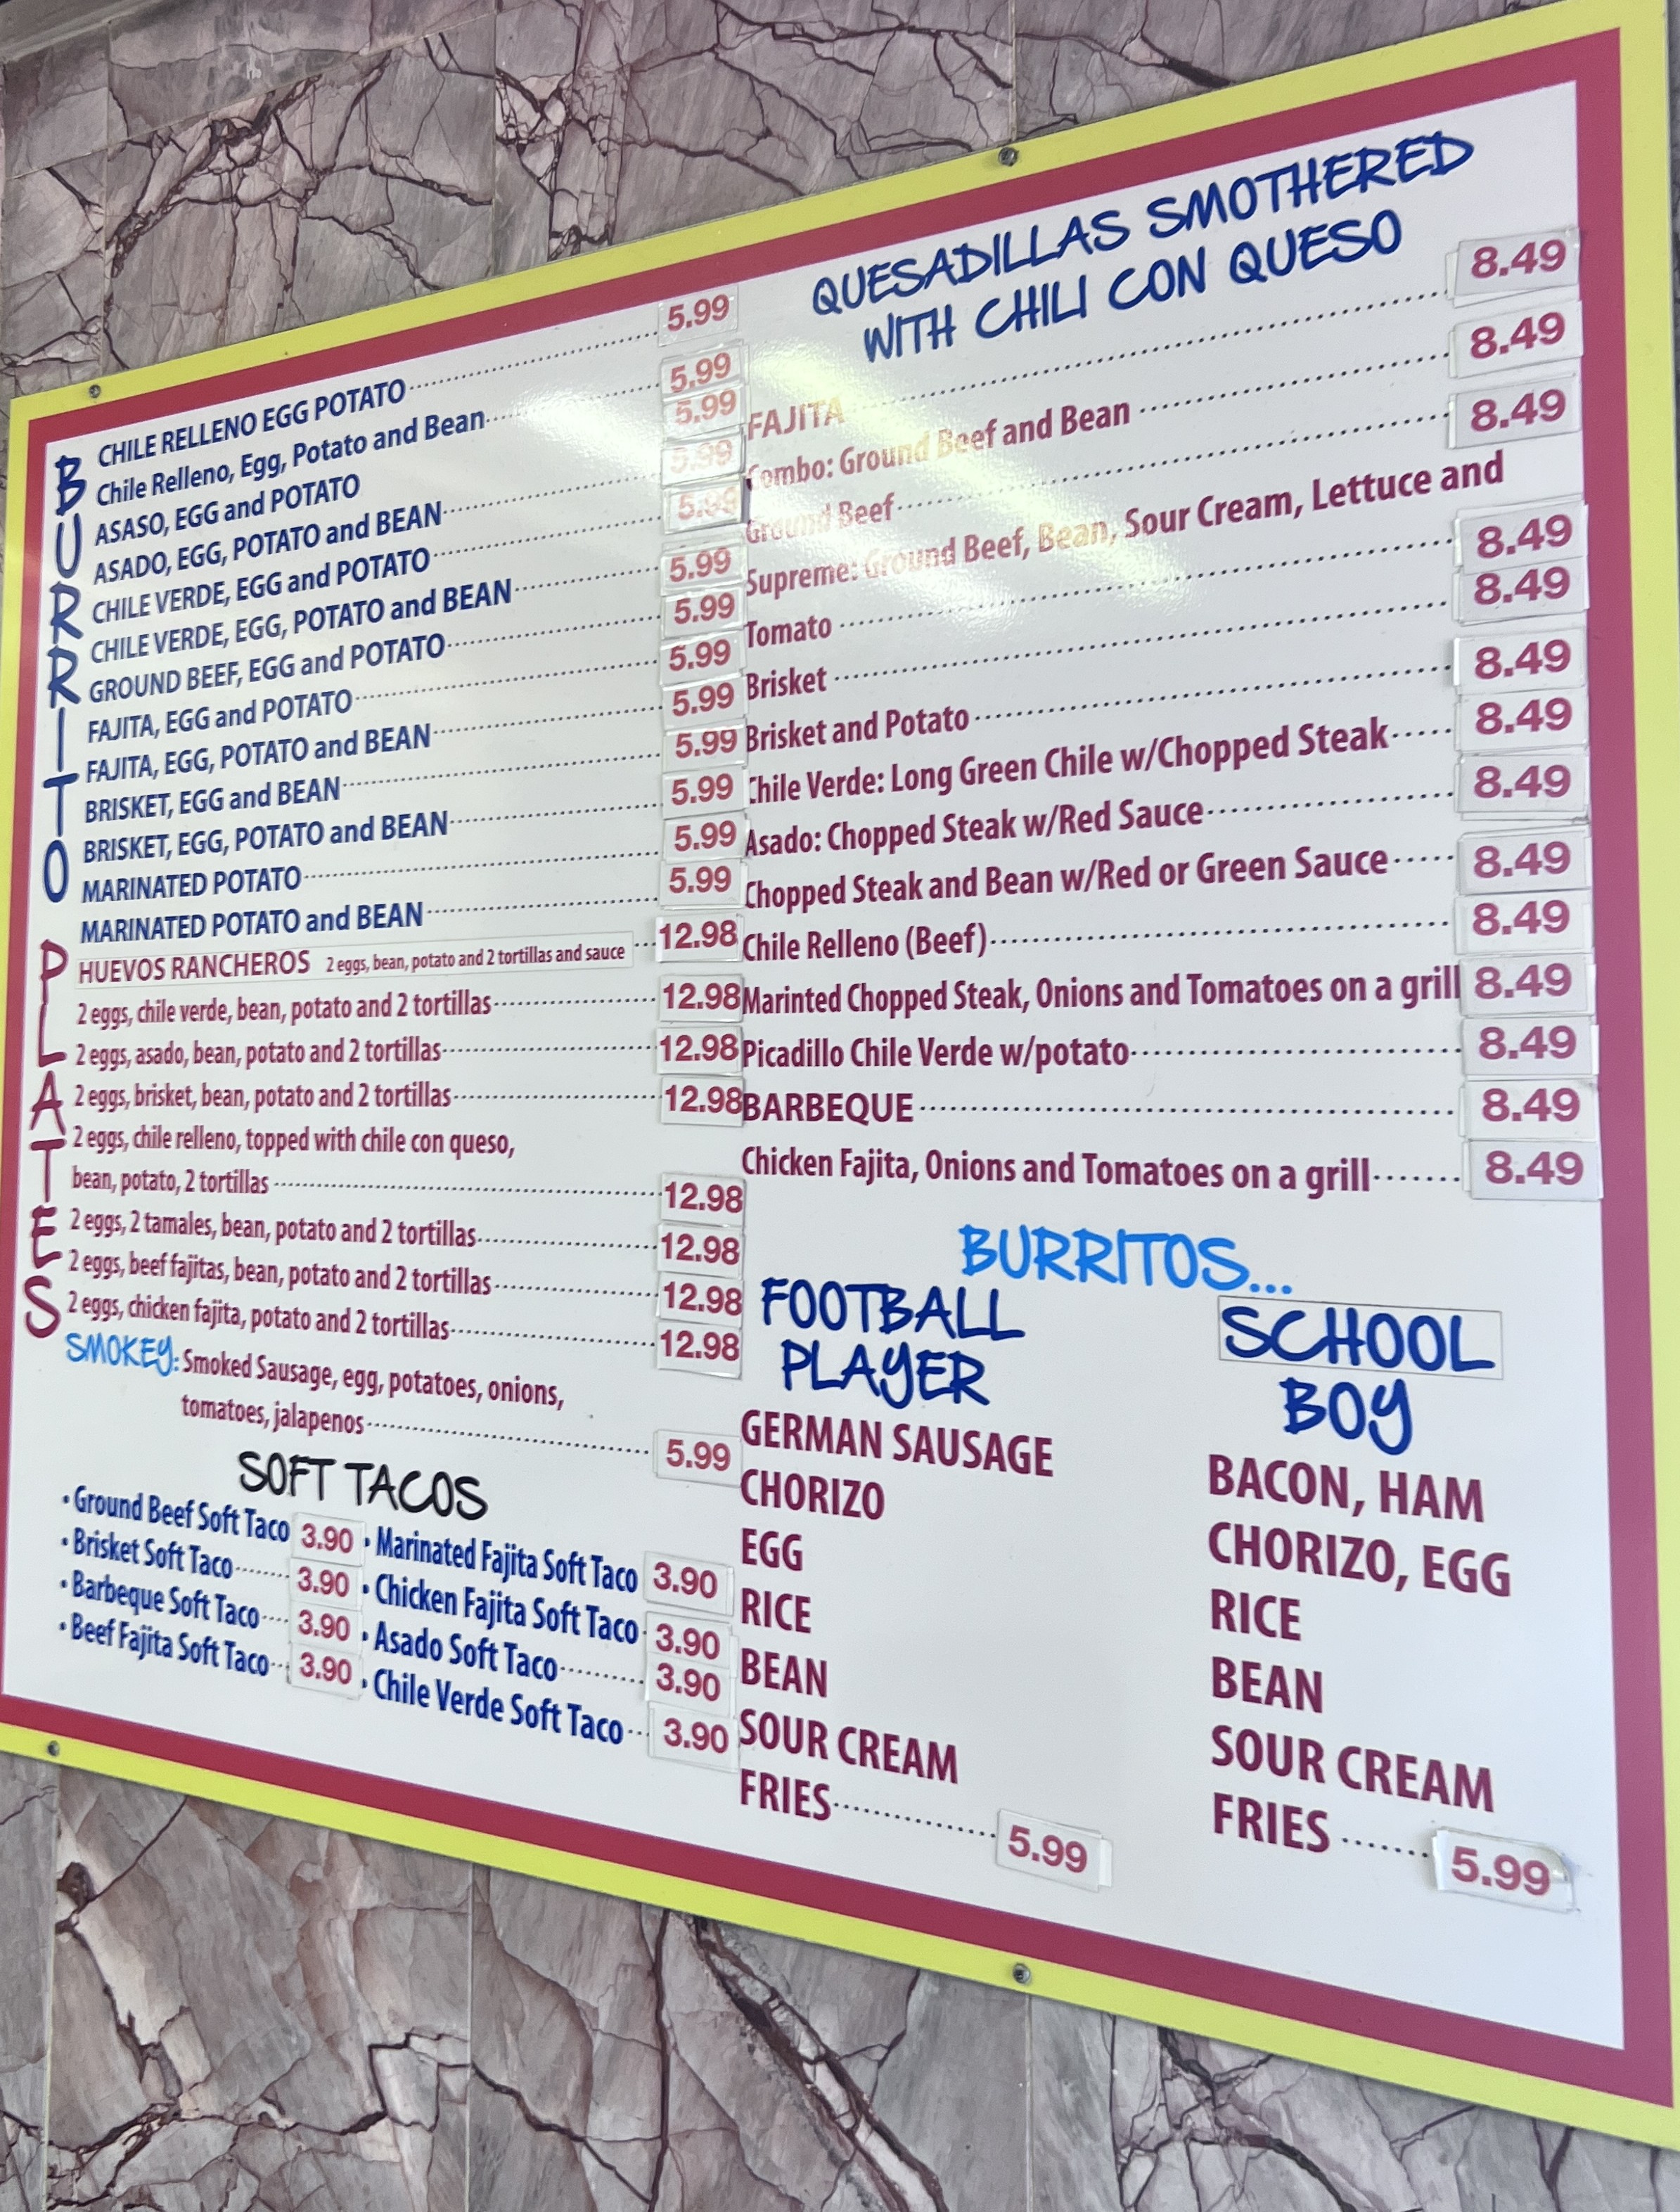 BURRITO
CHILE RELLENO EGG POTATO 5.99
Chile Relleno, Egg, Potato and Bean 5.99
ASASO, EGG and POTATO 5.99
ASADO, EGG, POTATO and BEAN 5.99
CHILE VERDE, EGG and POTATO 5.99
CHILE VERDE, EGG, POTATO and BEAN 5.99
GROUND BEEF, EGG and POTATO 5.99
FAJITA, EGG and POTATO 5.99
FAJITA, EGG, POTATO and BEAN 5.99
BRISKET, EGG and BEAN 5.99
BRISKET, EGG, POTATO and BEAN 5.99
MARINATED POTATO 5.99
MARINATED POTATO and BEAN 5.99
PLATES
HUEVOS RANCHEROS 2 eggs, bean, potato and 2 tortillas and sauce 12.98
2 eggs, chile verde, bean, potato and 2 tortillas 12.98
2 eggs, asado, bean, potato and 2 tortillas 12.98
2 eggs, brisket, bean, potato and 2 tortillas 12.98
2 eggs, chile relleno, topped with chile con queso,
bean, potato, 2 tortillas 12.98
2 eggs, 2 tamales, bean, potato and 2 tortillas 12.98
2 eggs, beef fajitas, bean, potato and 2 tortillas 12.98
2 eggs, chicken fajita, potato and 2 tortillas 12.98
SMOKEY: Smoked Sausage, egg, potatoes, onions,
tomatoes, jalapenos 5.99
SOFT TACOS
• Ground Beef Soft Taco 3.90
• Brisket Soft Taco 3.90
• Barbeque Soft Taco 3.90
• Beef Fajita Soft Taco 3.90
• Marinated Fajita Soft Taco 3.90
• Chicken Fajita Soft Taco 3.90
• Asado Soft Taco 3.90
• Chile Verde Soft Taco 3.90
QUESADILLAS SMOTHERED
WITH CHILI CON QUESO
FAJITA 8.49
Combo: Ground Beef and Bean 8.49
Ground Beef 8.49
Supreme: Ground Beef, Bean, Sour Cream, Lettuce and
Tomato 8.49
Brisket 8.49
Brisket and Potato 8.49
Chile Verde: Long Green Chile w/Chopped Steak 8.49
Asado: Chopped Steak w/Red Sauce 8.49
Chopped Steak and Bean w/Red or Green Sauce 8.49
Chile Relleno (Beef) 8.49
Marinted Chopped Steak, Onions and Tomatoes on a grill 8.49
Picadillo Chile Verde w/potato 8.49
BARBEQUE 8.49
Chicken Fajita, Onions and Tomatoes on a grill 8.49
BURRITOS...
FOOTBALL
PLAYER
GERMAN SAUSAGE
CHORIZO
EGG
RICE
BEAN
SOUR CREAM
FRIES 5.99
SCHOOL
BOY
BACON, HAM
CHORIZO, EGG
RICE
BEAN
SOUR CREAM
FRIES 5.99